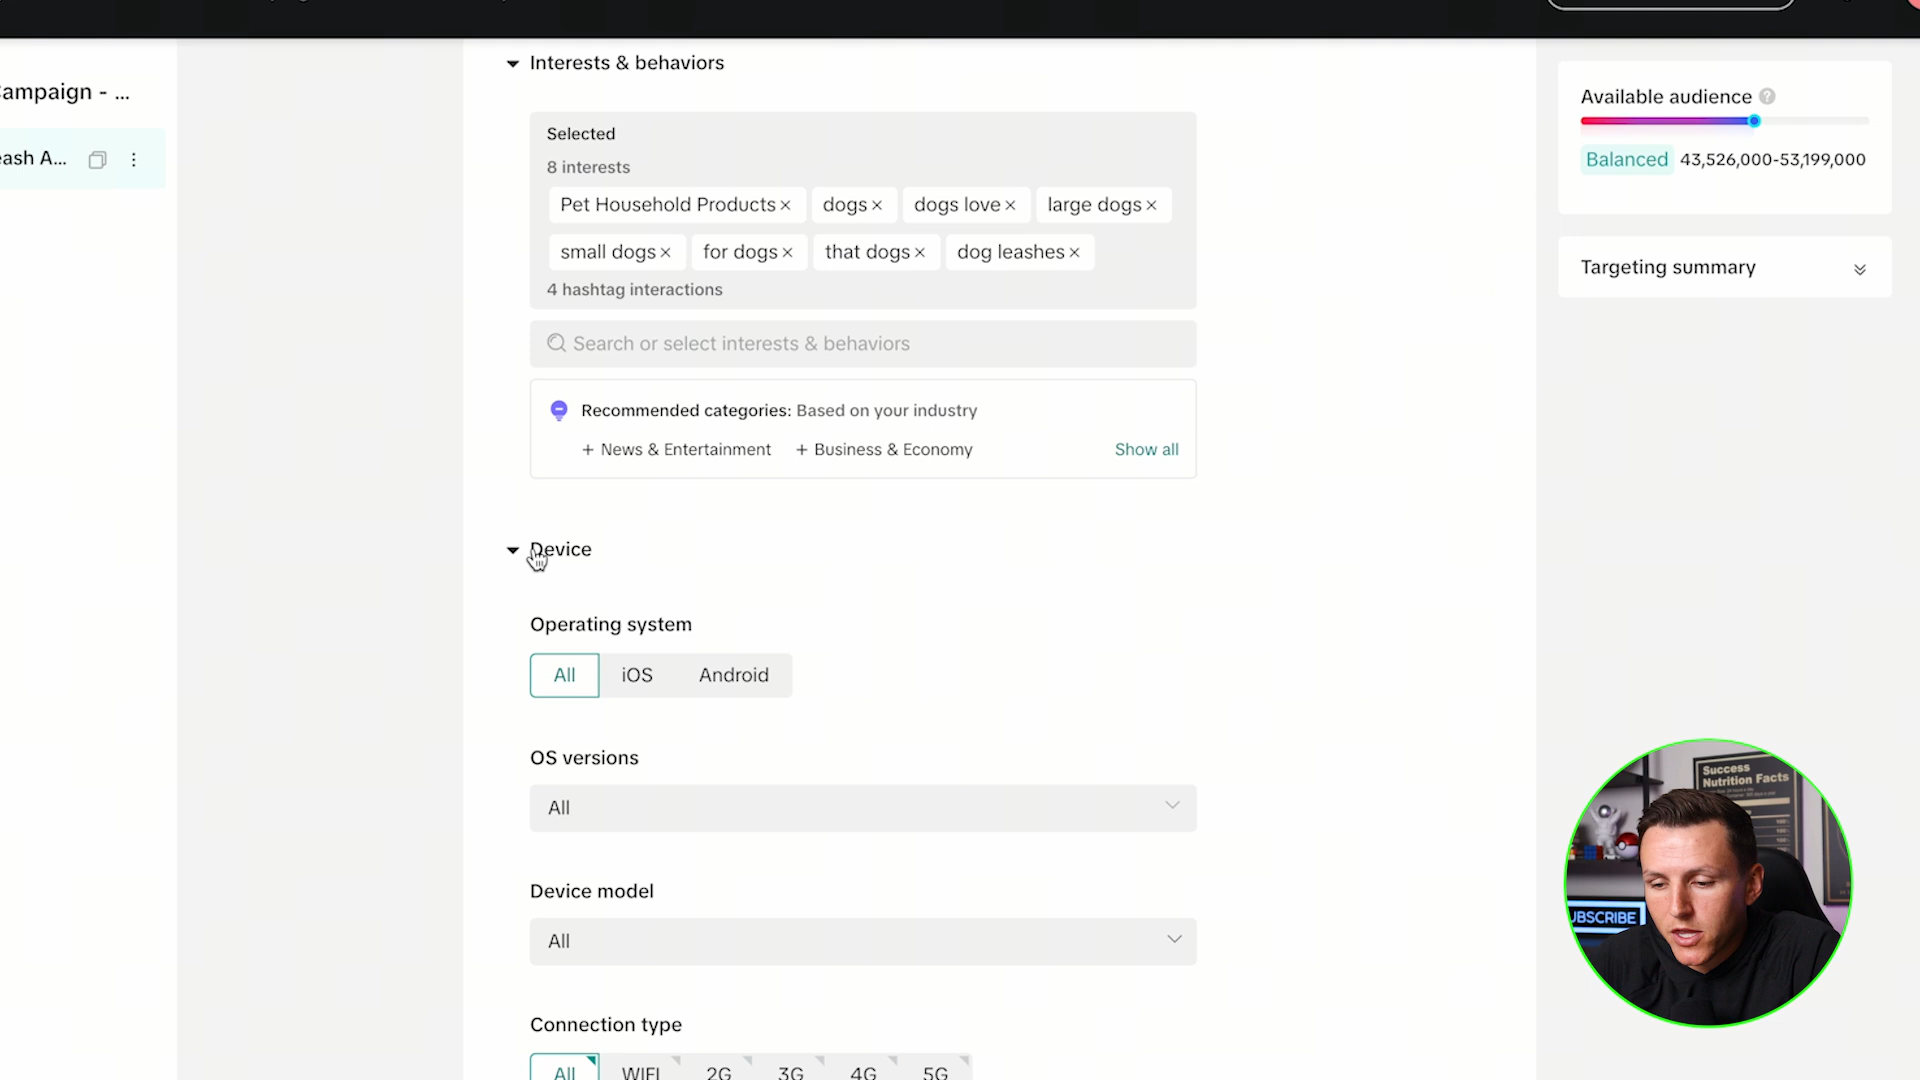 Interests & behaviors
ampaign - ...
Selected
8 interests
Pet Household Products × dogs × dogs love × large dogs ×
eash A...
small dogs × for dogs × that dogs × dog leashes ×
4 hashtag interactions
Search or select interests & behaviors
Recommended categories: Based on your industry
+ News & Entertainment + Business & Economy Show all
Device
Operating system
All iOS Android
OS versions
All
Device model
All
Connection type
All WIFI 2G 3G 4G 5G
Available audience ?
Balanced 43,526,000-53,199,000
Targeting summary
Success
Nutrition Facts
UBSCRIBE